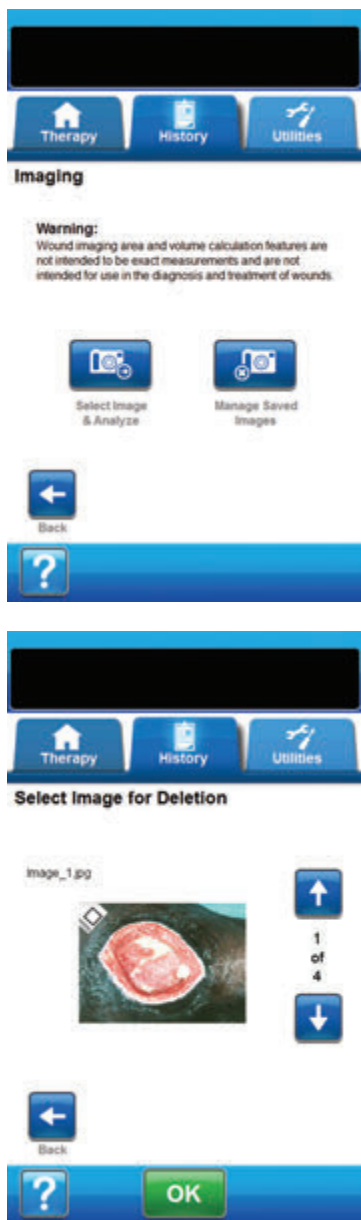 Therapy
History
Utilities
Imaging
Warning:
Wound imaging area and volume calculation features are
not intended to be exact measurements and are not
intended for use in the diagnosis and treatment of wounds.
Select Image
& Analyze
Manage Saved
Images
Back
?
Therapy
History
Utilities
Select Image for Deletion
Image_1.jpg
1
of
4
Back
?
OK